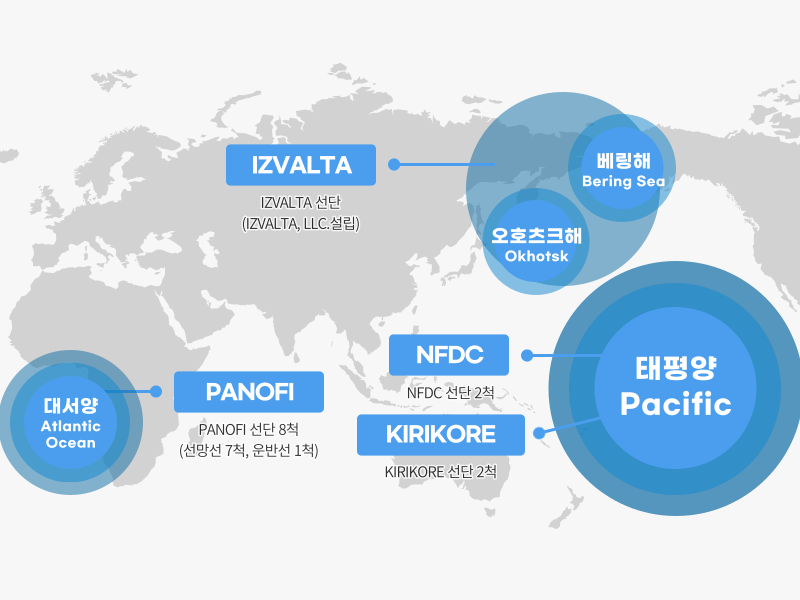 IZVALTA
IZVALTA 선단
(IZVALTA, LLC.설립)
베링해
Bering Sea
오호츠크해
Okhotsk
NFDC
NFDC 선단 2척
KIRIKORE
KIRIKORE 선단 2척
태평양
Pacific
대서양
Atlantic
Ocean
PANOFI
PANOFI 선단 8척
(선망선 7척, 운반선 1척)